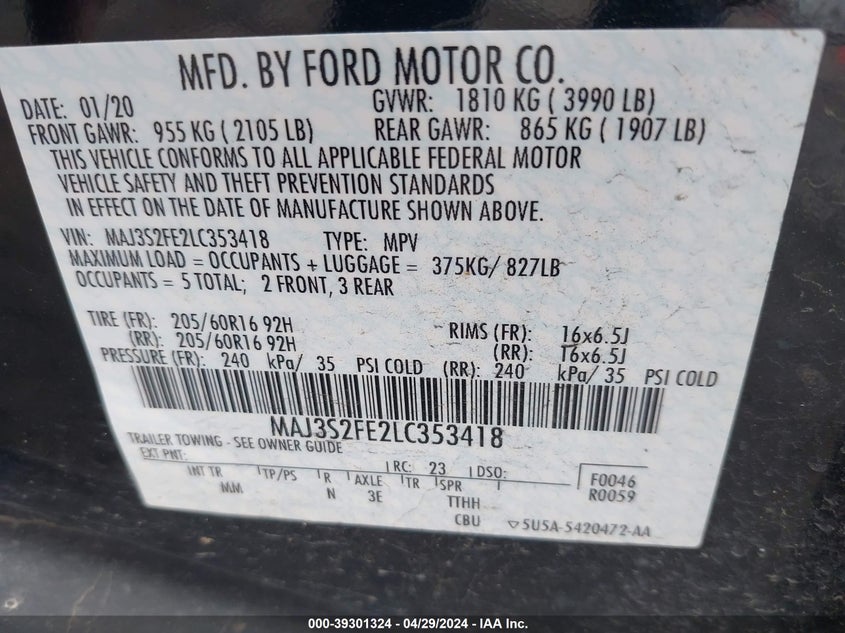 MFD. BY FORD MOTOR CO.
DATE: 01/20 GVWR: 1810 KG ( 3990 LB)
FRONT GAWR: 955 KG ( 2105 LB) REAR GAWR: 865 KG ( 1907 LB)
THIS VEHICLE CONFORMS TO ALL APPLICABLE FEDERAL MOTOR
VEHICLE SAFETY AND THEFT PREVENTION STANDARDS
IN EFFECT ON THE DATE OF MANUFACTURE SHOWN ABOVE.
VIN: MAJ3S2FE2LC353418 TYPE: MPV
MAXIMUM LOAD = OCCUPANTS + LUGGAGE = 375KG/ 827LB
OCCUPANTS = 5 TOTAL; 2 FRONT, 3 REAR
TIRE (FR): 205/60R16 92H RIMS (FR): 16x6.5J
(RR): 205/60R16 92H (RR): 16x6.5J
PRESSURE (FR): 240 kPa/ 35 PSI COLD (RR): 240 kPa/ 35 PSI COLD
MAJ3S2FE2LC353418
TRAILER TOWING - SEE OWNER GUIDE
EXT PNT: RC: 23 DSO: F0046
INT TR TP/PS R AXLE TR SPR R0059
MM N 3E TTHH
CBU 5U5A-5420472-AA
000-39301324 - 04/29/2024 - IAA Inc.